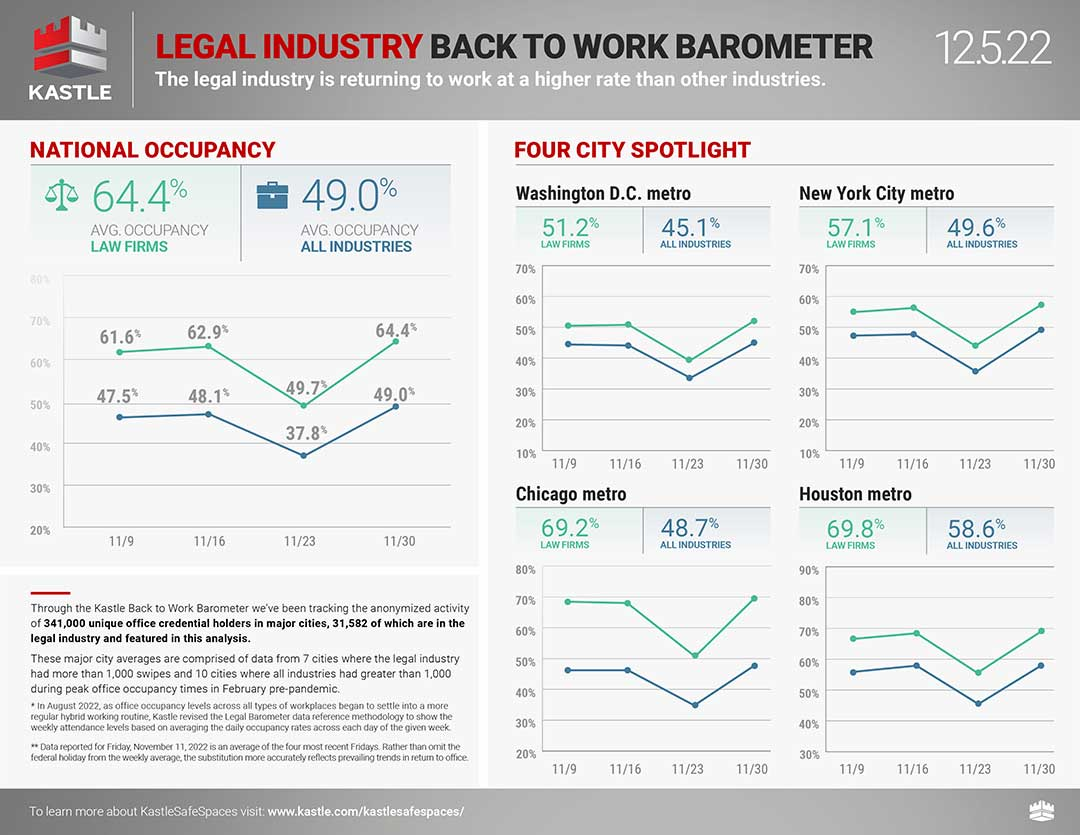 KASTLE
LEGAL INDUSTRY BACK TO WORK BAROMETER
The legal industry is returning to work at a higher rate than other industries.
12.5.22
NATIONAL OCCUPANCY
64.4%
AVG. OCCUPANCY
LAW FIRMS
49.0%
AVG. OCCUPANCY
ALL INDUSTRIES
80%
70%
60%
50%
40%
30%
20%
61.6%
62.9%
49.7%
64.4%
47.5%
48.1%
37.8%
49.0%
11/9 11/16 11/23 11/30
Through the Kastle Back to Work Barometer we've been tracking the anonymized activity
of 341,000 unique office credential holders in major cities, 31,582 of which are in the
legal industry and featured in this analysis.
These major city averages are comprised of data from 7 cities where the legal industry
had more than 1,000 swipes and 10 cities where all industries had greater than 1,000
during peak office occupancy times in February pre-pandemic.
* In August 2022, as office occupancy levels across all types of workplaces began to settle into a more
regular hybrid working routine, Kastle revised the Legal Barometer data reference methodology to show the
weekly attendance levels based on averaging the daily occupancy rates across each day of the given week.
** Data reported for Friday, November 11, 2022 is an average of the four most recent Fridays. Rather than omit the
federal holiday from the weekly average, the substitution more accurately reflects prevailing trends in return to office.
FOUR CITY SPOTLIGHT
Washington D.C. metro
51.2%
LAW FIRMS
45.1%
ALL INDUSTRIES
70%
60%
50%
40%
30%
20%
10%
11/9 11/16 11/23 11/30
New York City metro
57.1%
LAW FIRMS
49.6%
ALL INDUSTRIES
70%
60%
50%
40%
30%
20%
10%
11/9 11/16 11/23 11/30
Chicago metro
69.2%
LAW FIRMS
48.7%
ALL INDUSTRIES
80%
70%
60%
50%
40%
30%
20%
11/9 11/16 11/23 11/30
Houston metro
69.8%
LAW FIRMS
58.6%
ALL INDUSTRIES
90%
80%
70%
60%
50%
40%
30%
11/9 11/16 11/23 11/30
To learn more about KastleSafeSpaces visit: www.kastle.com/kastlesafespaces/